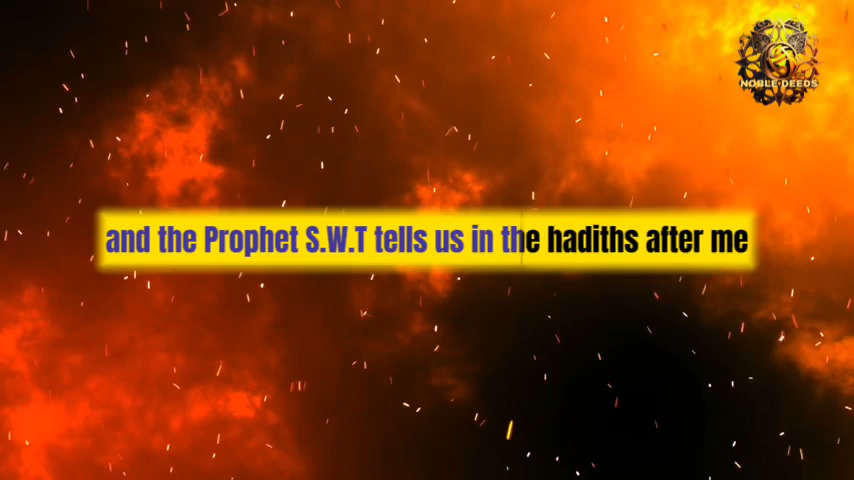 NOBLE DEEDS
and the Prophet S.W.T tells us in the hadiths after me